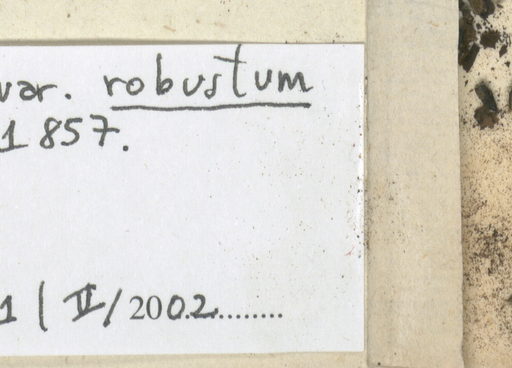 var. robustum
1857.
1 | II/2002........